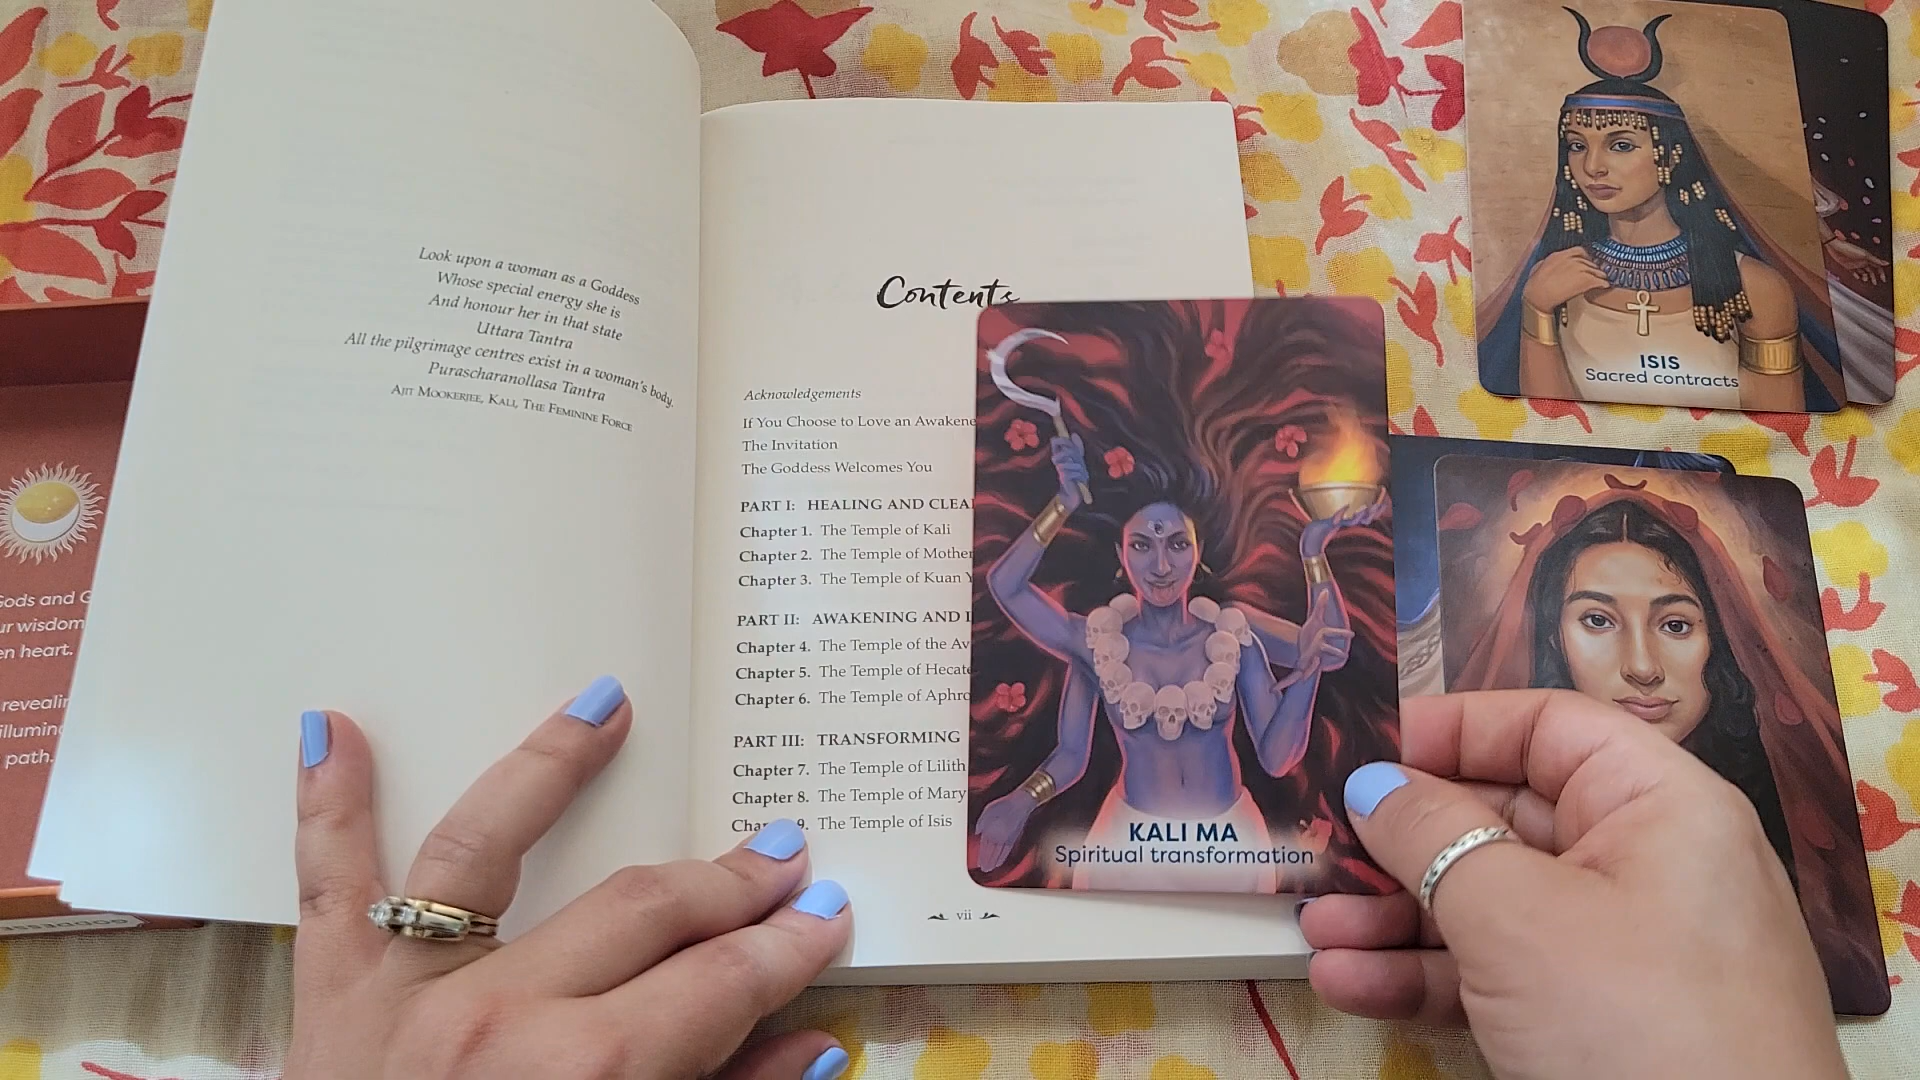 Look upon a woman as a Goddess
Whose special energy she is
And honour her in that state
Uttara Tantra
All the pilgrimage centres exist in a woman's body.
Purascharanollasa Tantra
Ajit Mookerjee, Kali, The Feminine Force
Contents
Acknowledgements
If You Choose to Love an Awakene
The Invitation
The Goddess Welcomes You
PART I: HEALING AND CLEA
Chapter 1. The Temple of Kali
Chapter 2. The Temple of Mother
Chapter 3. The Temple of Kuan Y
PART II: AWAKENING AND I
Chapter 4. The Temple of the Av
Chapter 5. The Temple of Hecate
Chapter 6. The Temple of Aphro
PART III: TRANSFORMING
Chapter 7. The Temple of Lilith
Chapter 8. The Temple of Mary
Cha 9. The Temple of Isis
vii
KALI MA
Spiritual transformation
ISIS
Sacred contracts
Gods and G
ur wisdom
en heart.
revealin
illumin
path.
GODDESSE